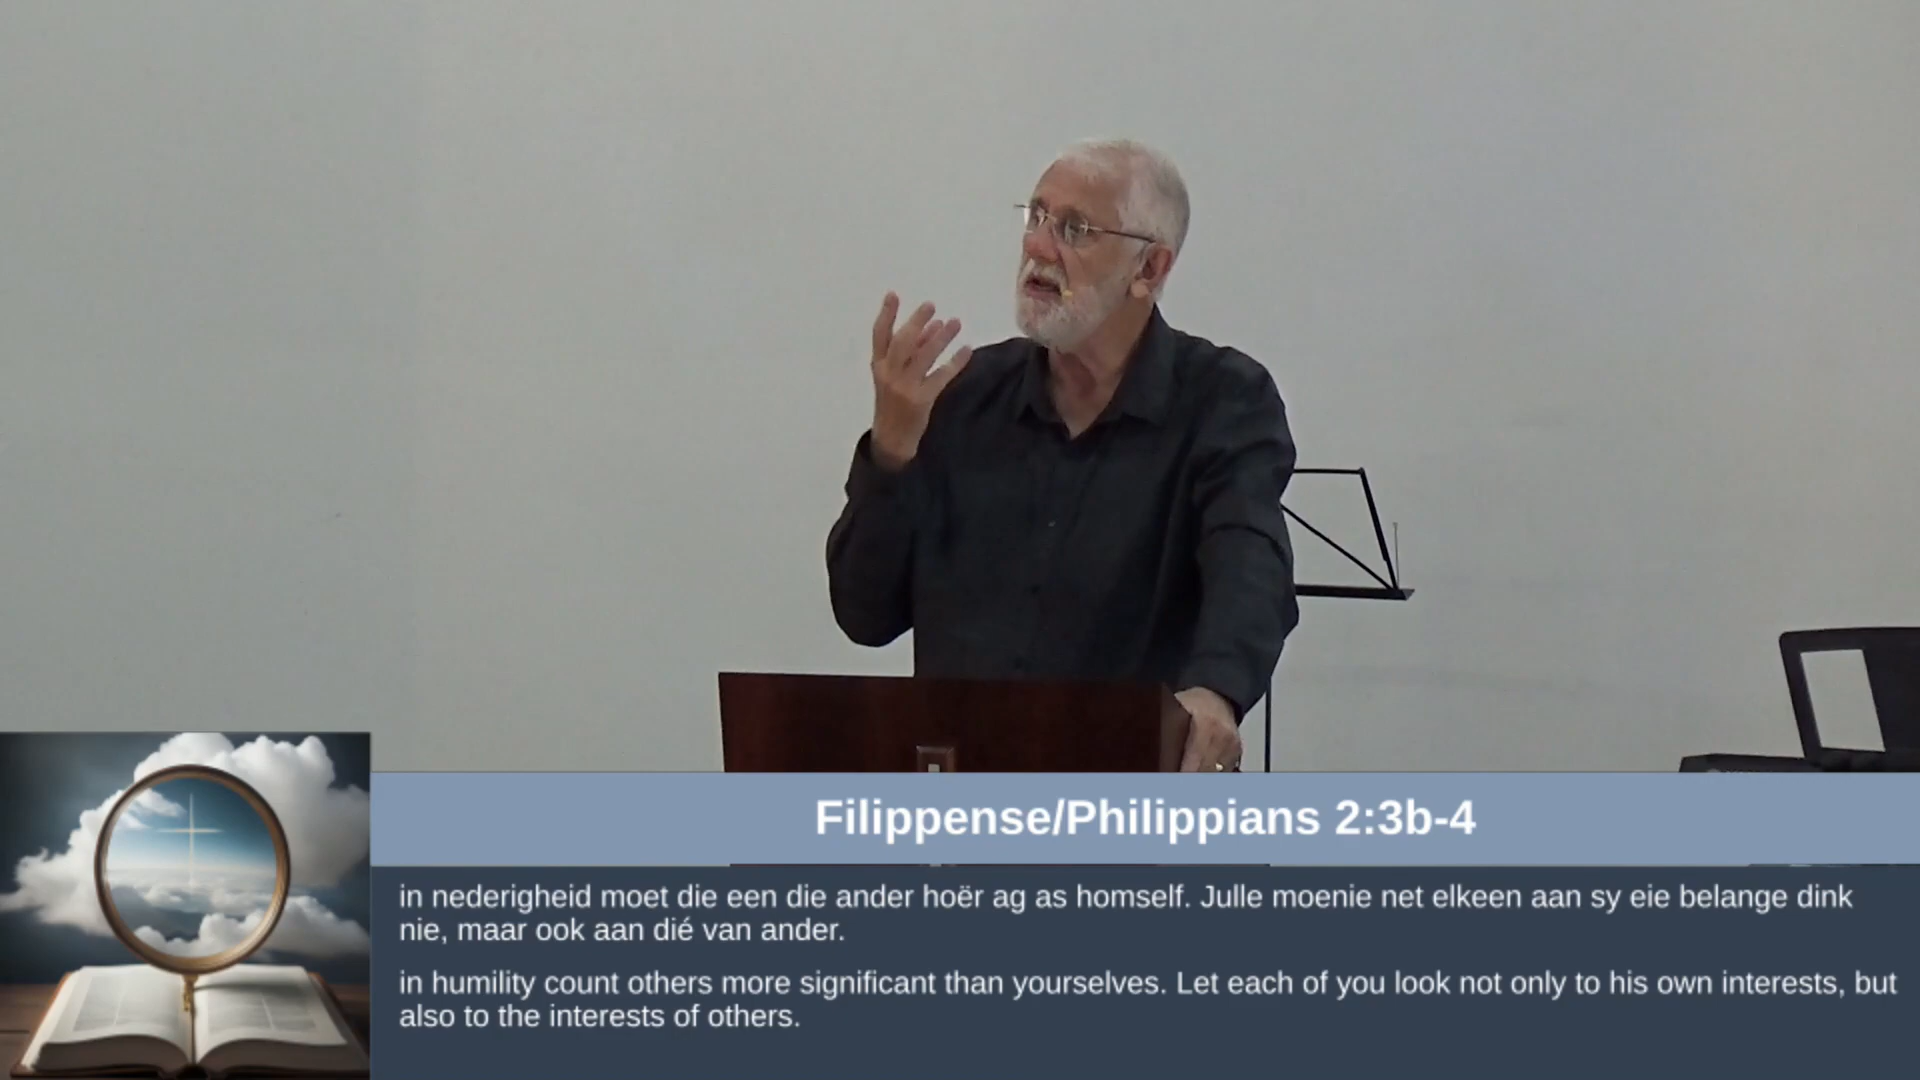 Filippense/Philippians 2:3b-4
in nederigheid moet die een die ander hoër ag as homself. Julle moenie net elkeen aan sy eie belange dink
nie, maar ook aan dié van ander.
in humility count others more significant than yourselves. Let each of you look not only to his own interests, but
also to the interests of others.